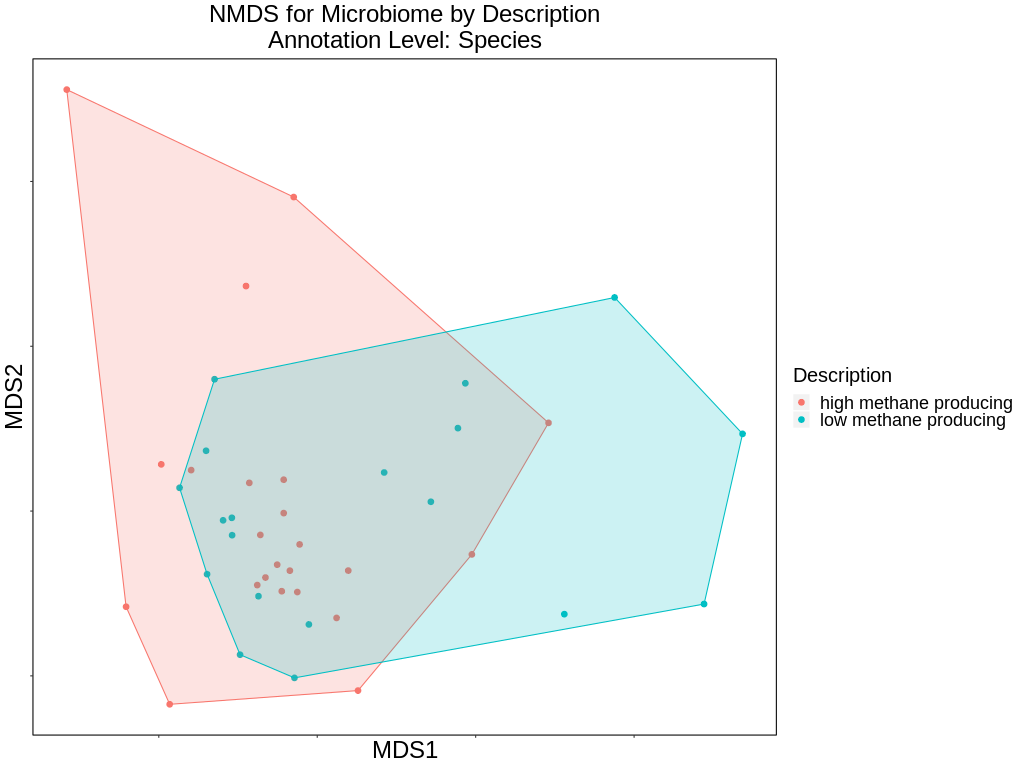 NMDS for Microbiome by Description
Annotation Level: Species
MDS2
Description
high methane producing
low methane producing
MDS1